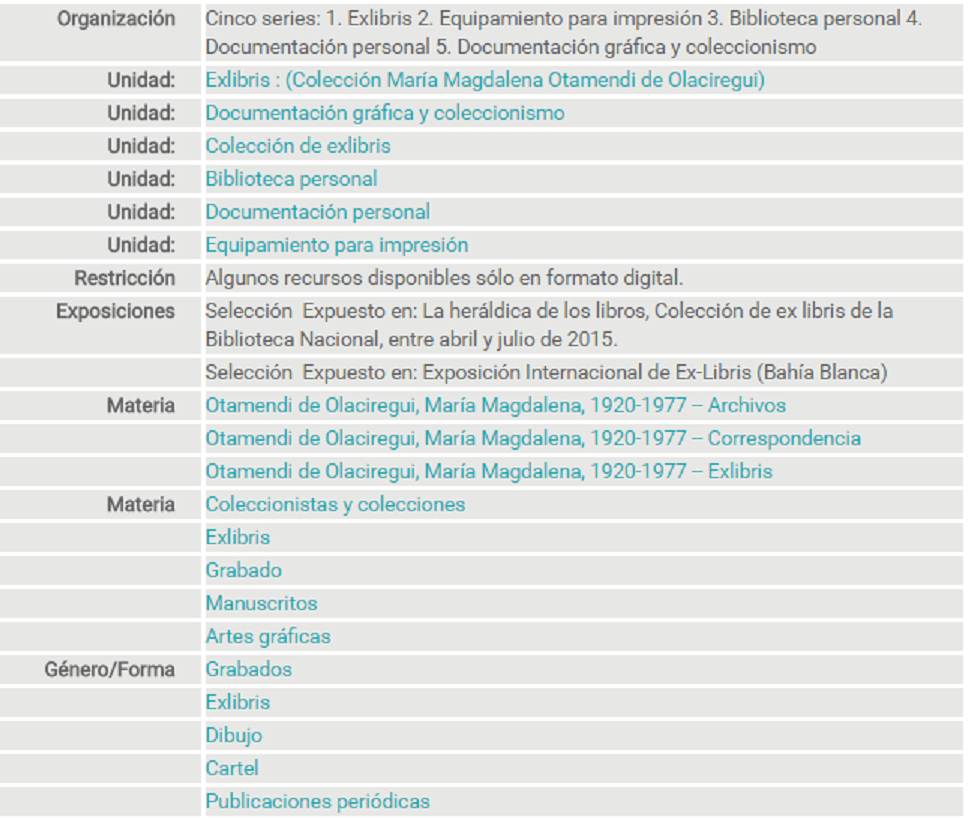 Organización Cinco series: 1. Exlibris 2. Equipamiento para impresión 3. Biblioteca personal 4.
Documentación personal 5. Documentación gráfica y coleccionismo
Unidad: Exlibris : (Colección María Magdalena Otamendi de Olaciregui)
Unidad: Documentación gráfica y coleccionismo
Unidad: Colección de exlibris
Unidad: Biblioteca personal
Unidad: Documentación personal
Unidad: Equipamiento para impresión
Restricción Algunos recursos disponibles sólo en formato digital.
Exposiciones Selección Expuesto en: La heráldica de los libros, Colección de ex libris de la
Biblioteca Nacional, entre abril y julio de 2015.
Selección Expuesto en: Exposición Internacional de Ex-Libris (Bahía Blanca)
Materia Otamendi de Olaciregui, María Magdalena, 1920-1977 – Archivos
Otamendi de Olaciregui, María Magdalena, 1920-1977 – Correspondencia
Otamendi de Olaciregui, María Magdalena, 1920-1977 – Exlibris
Materia Coleccionistas y colecciones
Exlibris
Grabado
Manuscritos
Artes gráficas
Género/Forma Grabados
Exlibris
Dibujo
Cartel
Publicaciones periódicas